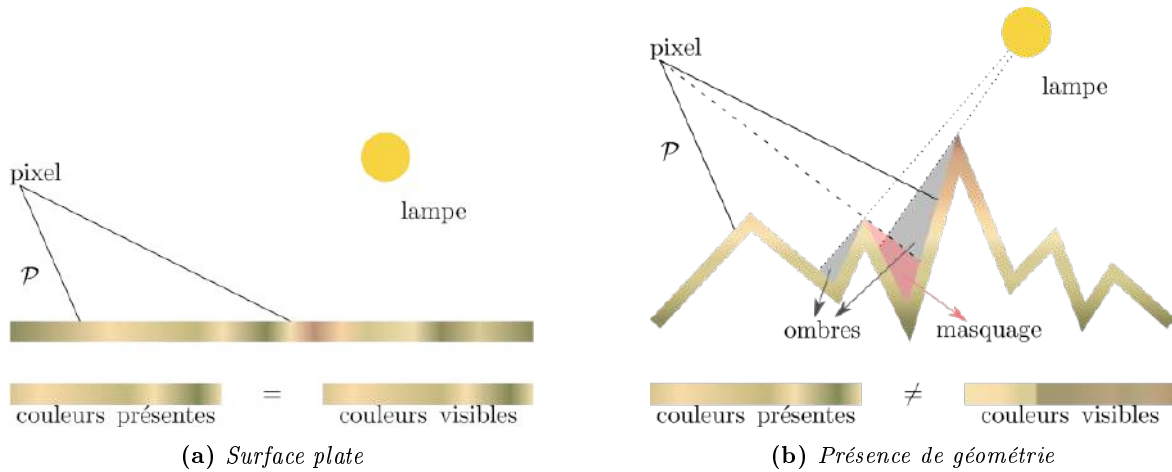 pixel
lampe
𝒫
couleurs présentes
=
couleurs visibles
(a) Surface plate
pixel
lampe
𝒫
ombres
masquage
couleurs présentes
≠
couleurs visibles
(b) Présence de géométrie